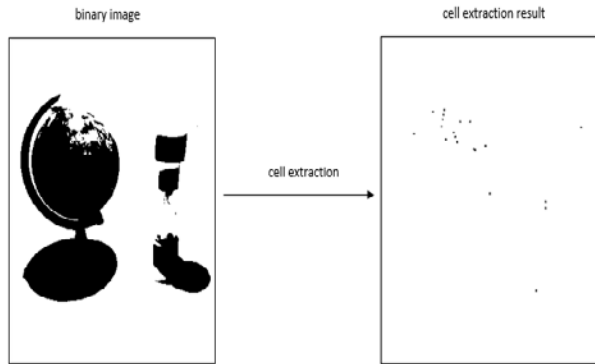 binary image
cell extraction result
cell extraction